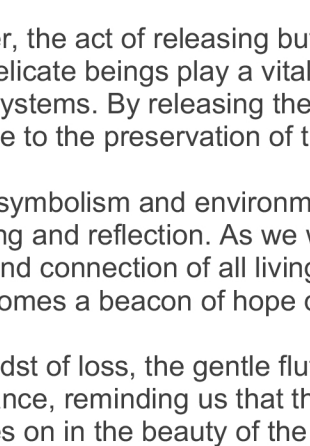 r, the act of releasing bu
elicate beings play a vital
ystems. By releasing the
e to the preservation of t
symbolism and environm
ng and reflection. As we w
nd connection of all living
omes a beacon of hope o
dst of loss, the gentle flu
ance, reminding us that th
s on in the beauty of the